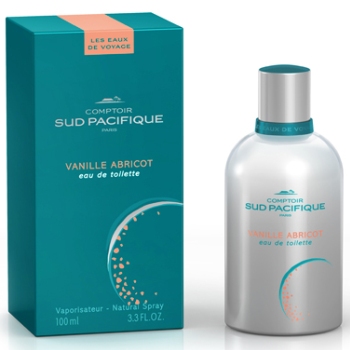 LES EAUX
DE VOYAGE
COMPTOIR
SUD PACIFIQUE
PARIS
VANILLE ABRICOT
eau de toilette
Vaporisateur - Natural Spray
100 ml 3.3 FL.OZ.
COMPTOIR
SUD PACIFIQUE
PARIS
VANILLE ABRICOT
eau de toilette